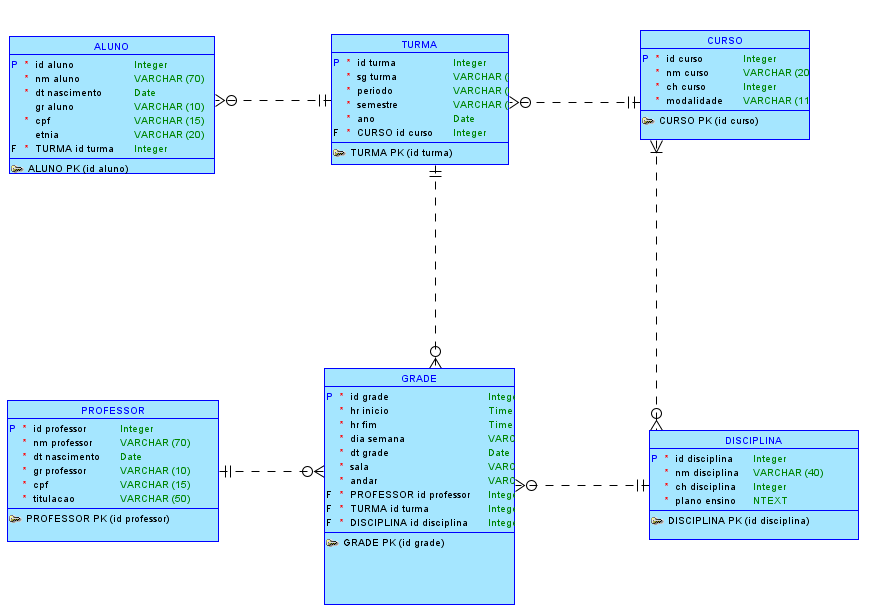 ALUNO
P * id aluno Integer
* nm aluno VARCHAR (70)
* dt nascimento Date
gr aluno VARCHAR (10)
* cpf VARCHAR (15)
etnia VARCHAR (20)
F * TURMA id turma Integer
ALUNO PK (id aluno)
TURMA
P * id turma Integer
* sg turma VARCHAR (
* periodo VARCHAR (
* semestre VARCHAR (
* ano Date
F * CURSO id curso Integer
TURMA PK (id turma)
CURSO
P * id curso Integer
* nm curso VARCHAR (20
* ch curso Integer
* modalidade VARCHAR (11
CURSO PK (id curso)
PROFESSOR
P * id professor Integer
* nm professor VARCHAR (70)
* dt nascimento Date
* gr professor VARCHAR (10)
* cpf VARCHAR (15)
* titulacao VARCHAR (50)
PROFESSOR PK (id professor)
GRADE
P * id grade Integ
* hr inicio Time
* hr fim Time
* dia semana VARC
* dt grade Date
* sala VARC
* andar VARC
F * PROFESSOR id professor Integ
F * TURMA id turma Integ
F * DISCIPLINA id disciplina Integ
GRADE PK (id grade)
DISCIPLINA
P * id disciplina Integer
* nm disciplina VARCHAR (40)
* ch disciplina Integer
* plano ensino NTEXT
DISCIPLINA PK (id disciplina)